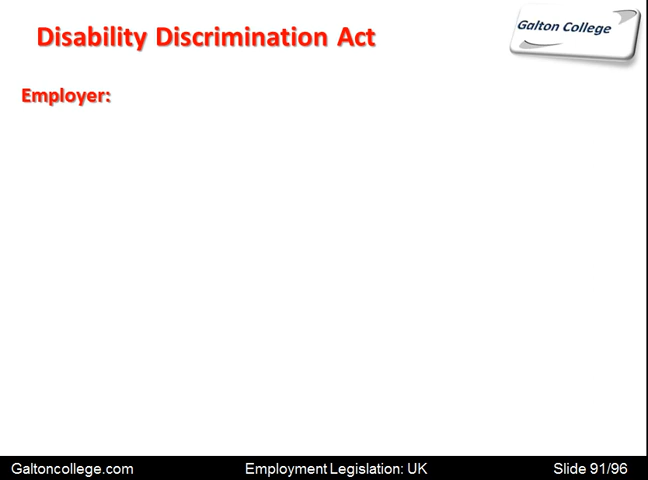 Disability Discrimination Act
Galton College
Employer:
Galtoncollege.com
Employment Legislation: UK
Slide 91/96